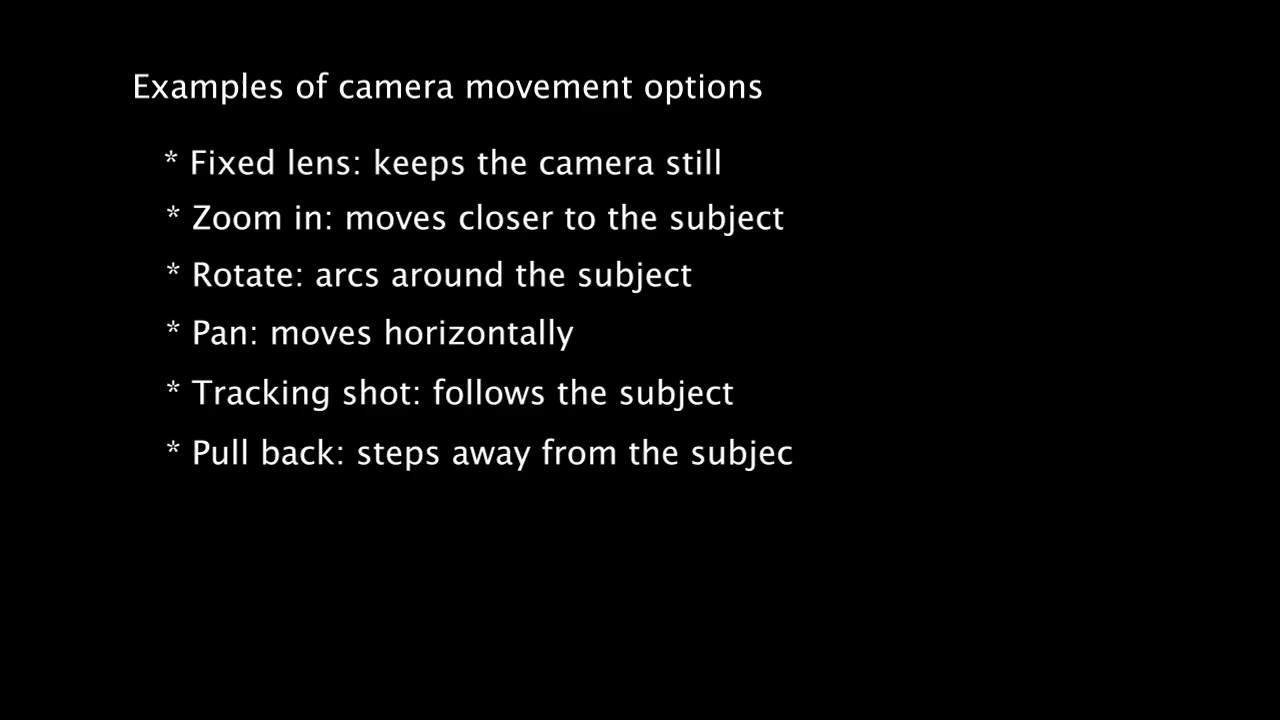 Examples of camera movement options
* Fixed lens: keeps the camera still
* Zoom in: moves closer to the subject
* Rotate: arcs around the subject
* Pan: moves horizontally
* Tracking shot: follows the subject
* Pull back: steps away from the subjec